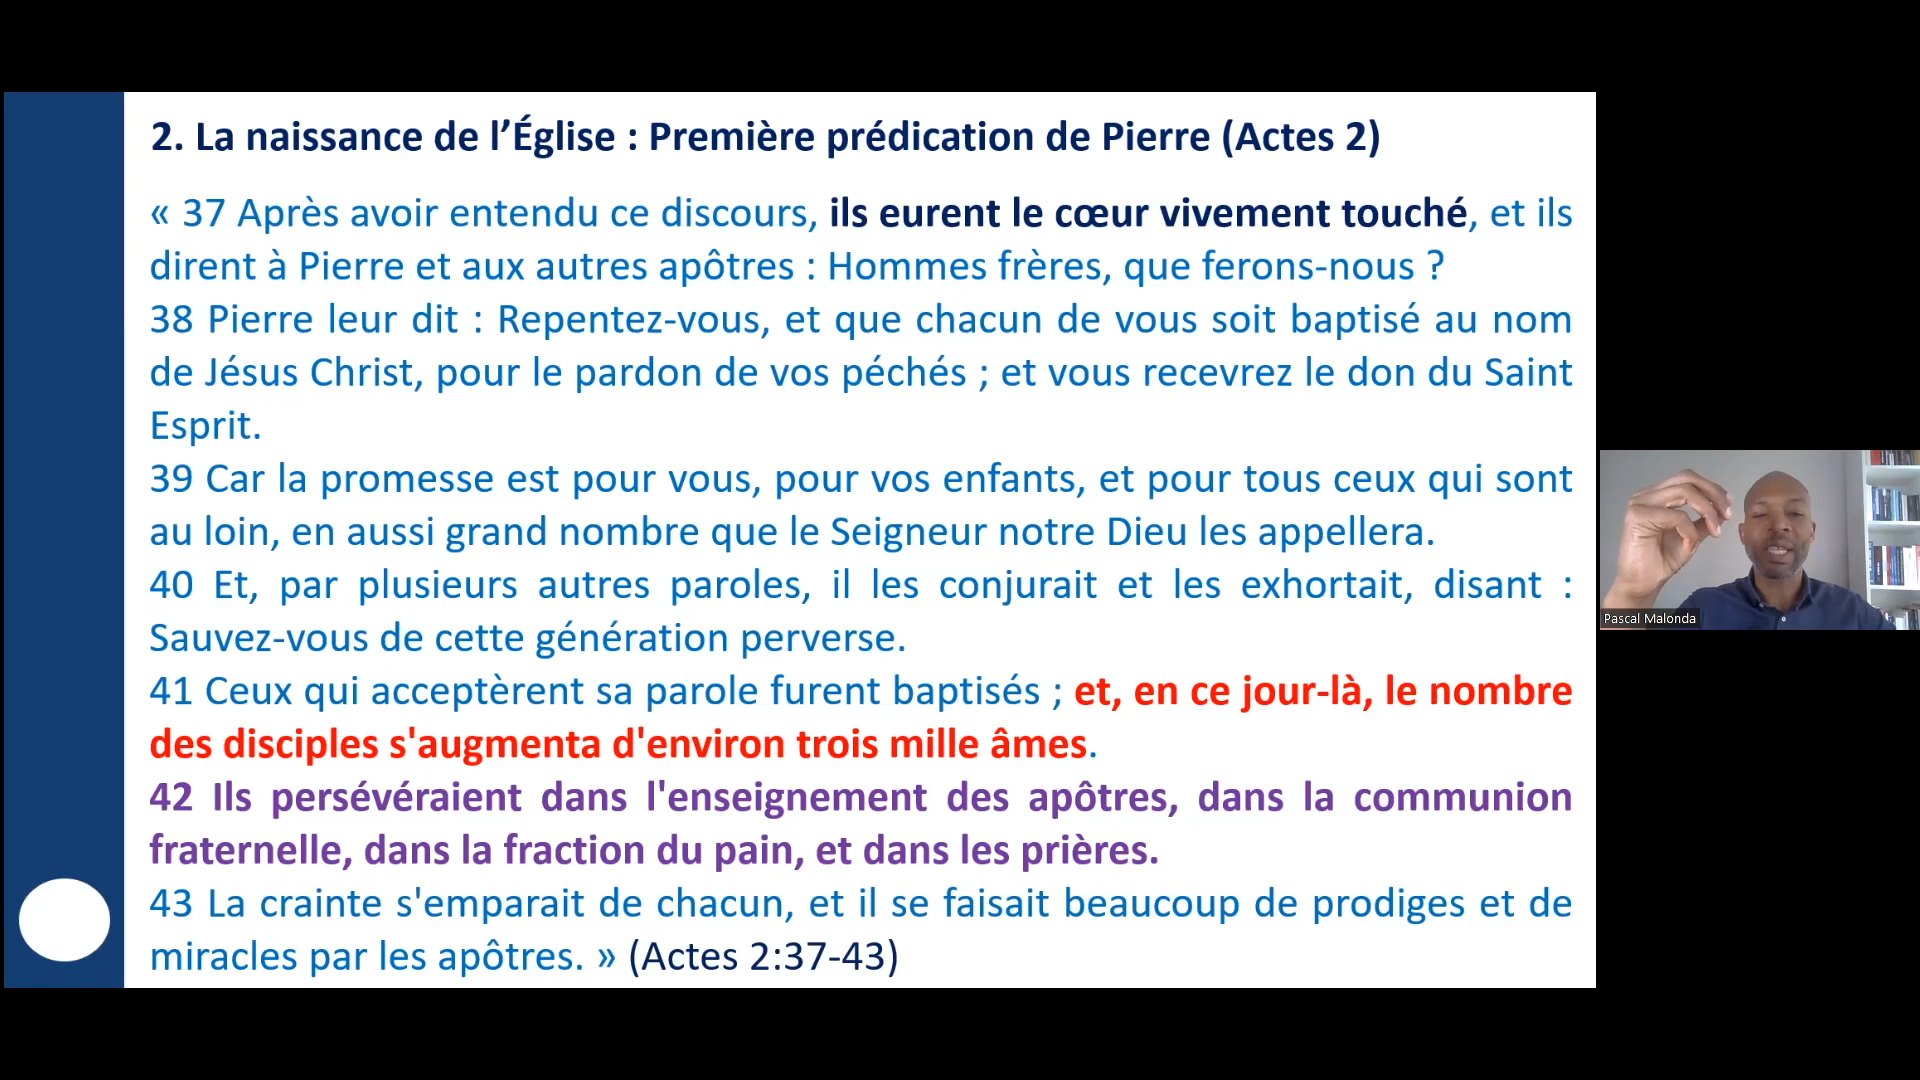 2. La naissance de l’Église : Première prédication de Pierre (Actes 2)
« 37 Après avoir entendu ce discours, ils eurent le cœur vivement touché, et ils
dirent à Pierre et aux autres apôtres : Hommes frères, que ferons-nous ?
38 Pierre leur dit : Repentez-vous, et que chacun de vous soit baptisé au nom
de Jésus Christ, pour le pardon de vos péchés ; et vous recevrez le don du Saint
Esprit.
39 Car la promesse est pour vous, pour vos enfants, et pour tous ceux qui sont
au loin, en aussi grand nombre que le Seigneur notre Dieu les appellera.
40 Et, par plusieurs autres paroles, il les conjurait et les exhortait, disant :
Sauvez-vous de cette génération perverse.
41 Ceux qui acceptèrent sa parole furent baptisés ; et, en ce jour-là, le nombre
des disciples s'augmenta d'environ trois mille âmes.
42 Ils persévéraient dans l'enseignement des apôtres, dans la communion
fraternelle, dans la fraction du pain, et dans les prières.
43 La crainte s'emparait de chacun, et il se faisait beaucoup de prodiges et de
miracles par les apôtres. » (Actes 2:37-43)
Pascal Malonda